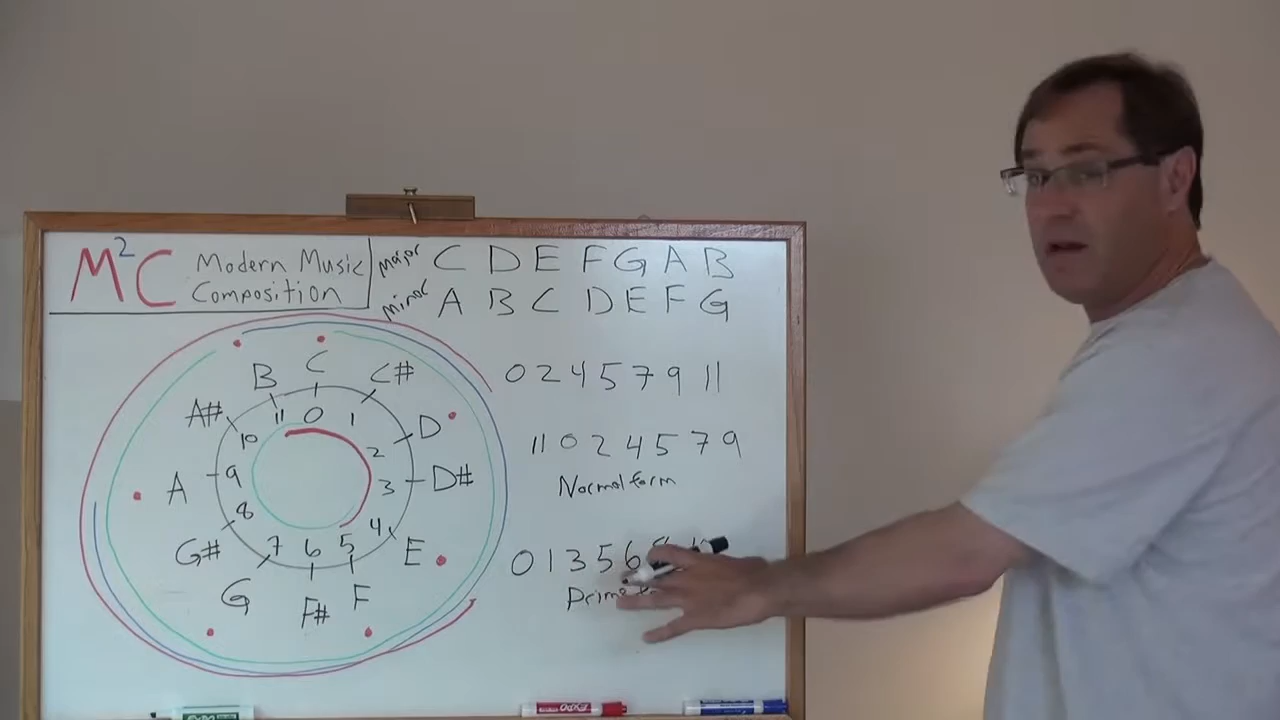 M²C Modern Music
Composition
major C D E F G A B
minor A B C D E F G
0 2 4 5 7 9 11
11 0 2 4 5 7 9
Normal form
0 1 3 5 6
Prime
C
C#
D
D#
E
F
F#
G
G#
A
A#
B
0
1
2
3
4
5
6
7
8
9
10
11
EXPO